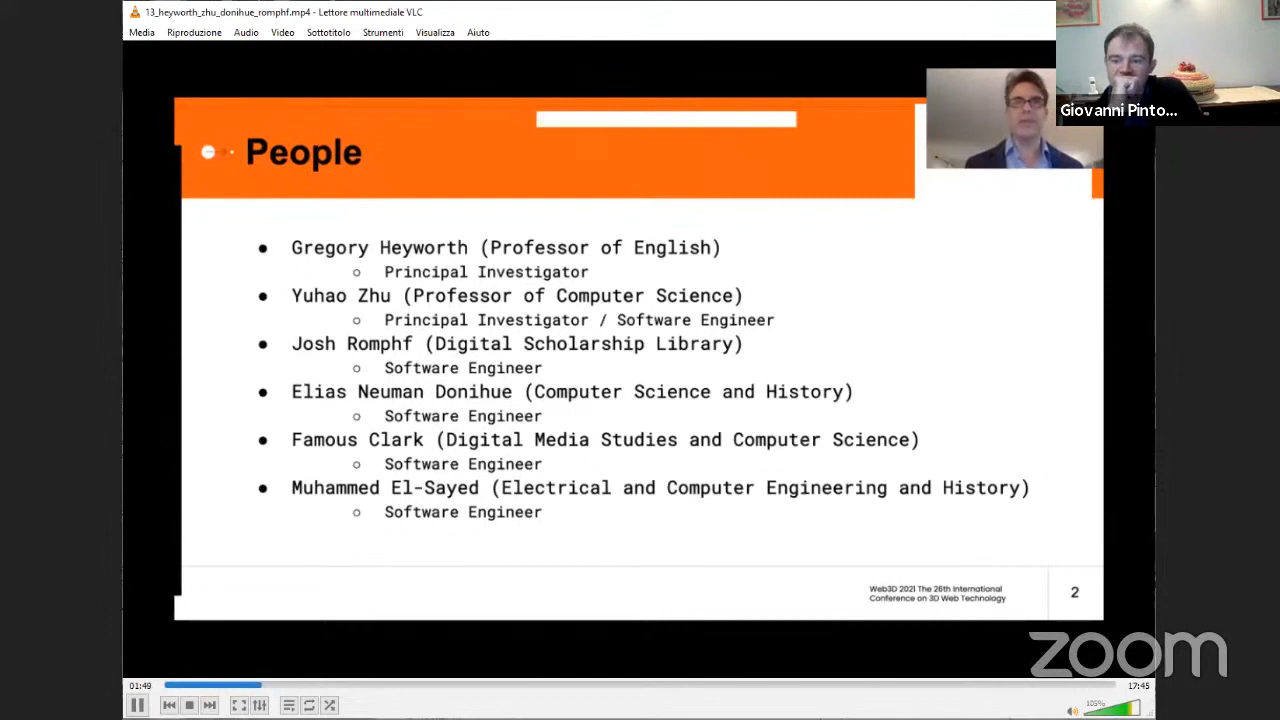 13_heyworth_zhu_donihue_romphf.mp4 - Lettore multimediale VLC
Media Riproduzione Audio Video Sottotitolo Strumenti Visualizza Aiuto
Giovanni Pinto...
People
● Gregory Heyworth (Professor of English)
○ Principal Investigator
● Yuhao Zhu (Professor of Computer Science)
○ Principal Investigator / Software Engineer
● Josh Romphf (Digital Scholarship Library)
○ Software Engineer
● Elias Neuman Donihue (Computer Science and History)
○ Software Engineer
● Famous Clark (Digital Media Studies and Computer Science)
○ Software Engineer
● Muhammed El-Sayed (Electrical and Computer Engineering and History)
○ Software Engineer
Web3D 2021 The 26th International
Conference on 3D Web Technology
2
zoom
01:49
17:45
105%